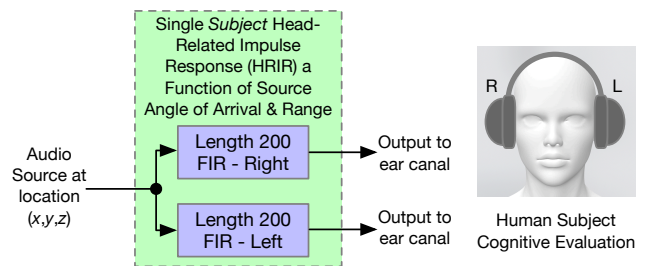 Single Subject Head-
Related Impulse
Response (HRIR) a
Function of Source
Angle of Arrival & Range
Audio
Source at
location
(x,y,z)
Length 200
FIR - Right
Output to
ear canal
Length 200
FIR - Left
Output to
ear canal
R
L
Human Subject
Cognitive Evaluation